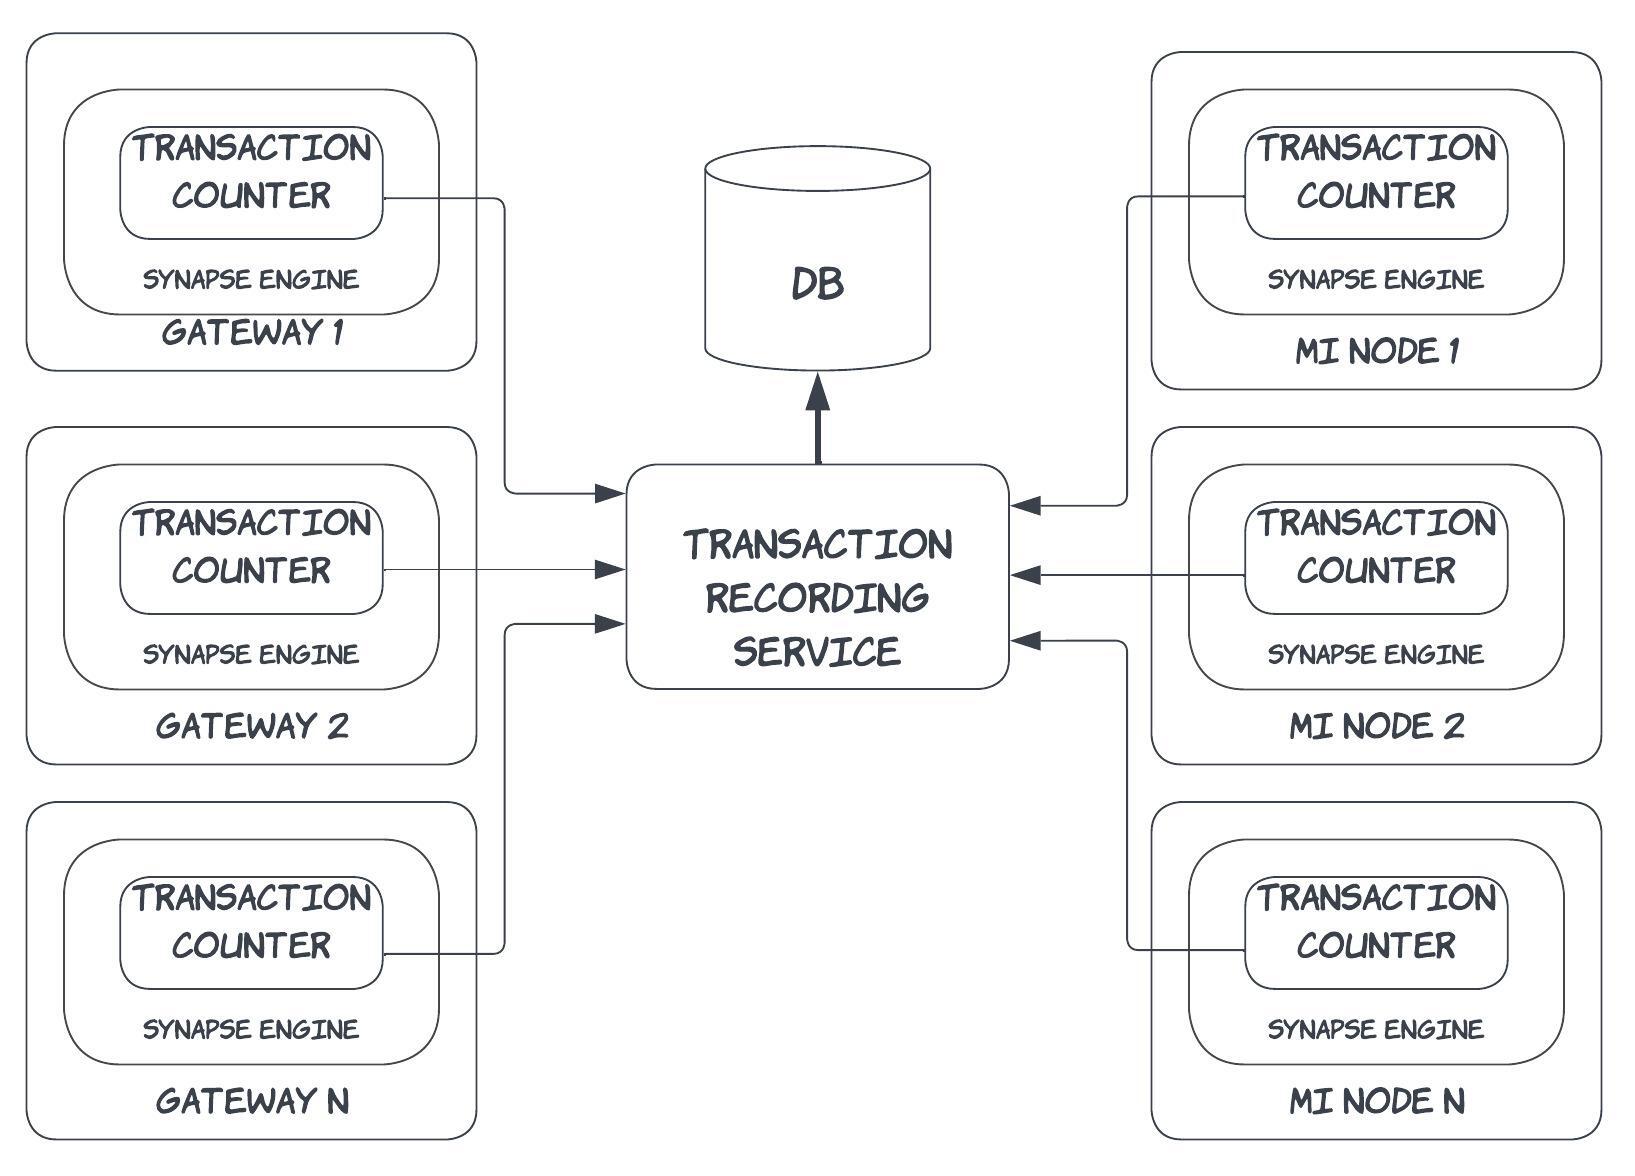 TRANSACTION
COUNTER
SYNAPSE ENGINE
GATEWAY 1
TRANSACTION
COUNTER
SYNAPSE ENGINE
GATEWAY 2
TRANSACTION
COUNTER
SYNAPSE ENGINE
GATEWAY N
DB
TRANSACTION
RECORDING
SERVICE
TRANSACTION
COUNTER
SYNAPSE ENGINE
MI NODE 1
TRANSACTION
COUNTER
SYNAPSE ENGINE
MI NODE 2
TRANSACTION
COUNTER
SYNAPSE ENGINE
MI NODE N